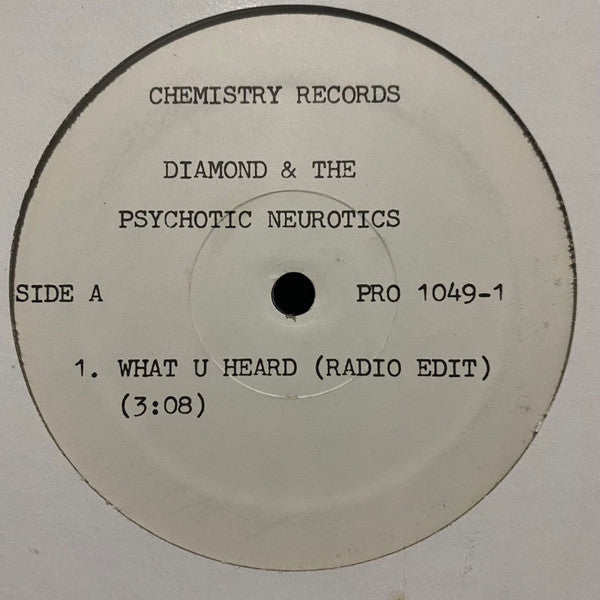 CHEMISTRY RECORDS
DIAMOND & THE
PSYCHOTIC NEUROTICS
SIDE A PRO 1049-1
1. WHAT U HEARD (RADIO EDIT)
(3:08)